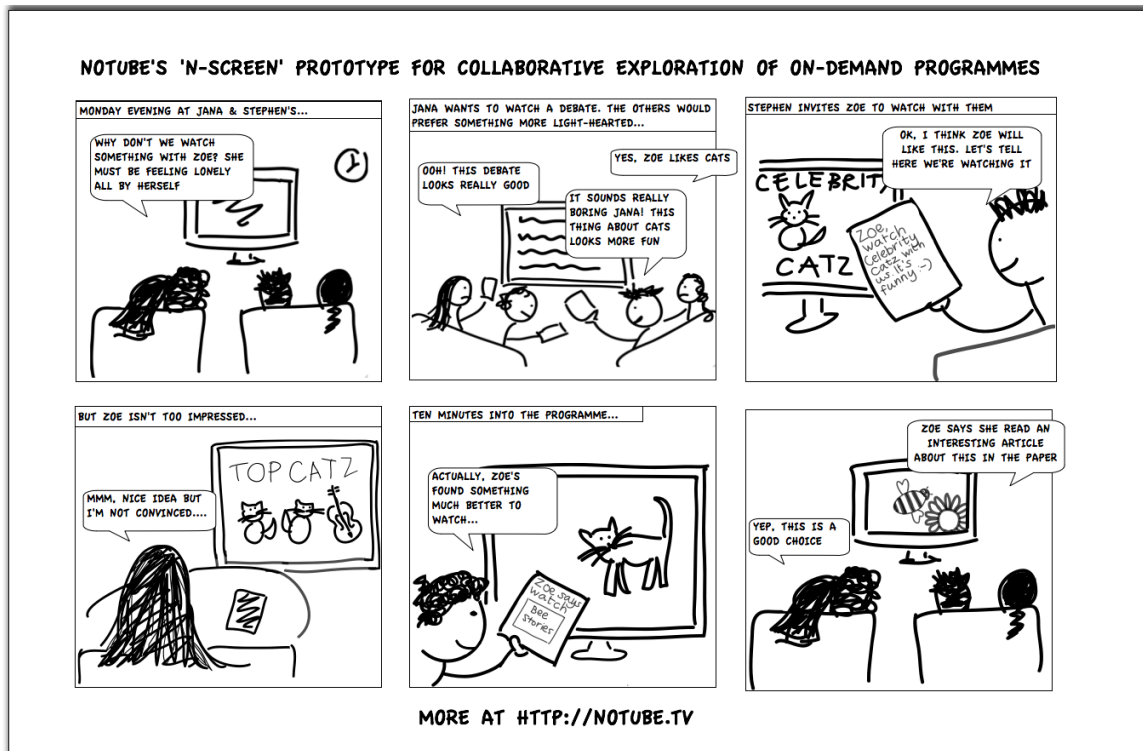 NOTUBE'S 'N-SCREEN' PROTOTYPE FOR COLLABORATIVE EXPLORATION OF ON-DEMAND PROGRAMMES
MONDAY EVENING AT JANA & STEPHEN'S...
WHY DON'T WE WATCH
SOMETHING WITH ZOE? SHE
MUST BE FEELING LONELY
ALL BY HERSELF
JANA WANTS TO WATCH A DEBATE. THE OTHERS WOULD
PREFER SOMETHING MORE LIGHT-HEARTED...
OOH! THIS DEBATE
LOOKS REALLY GOOD
YES, ZOE LIKES CATS
IT SOUNDS REALLY
BORING JANA! THIS
THING ABOUT CATS
LOOKS MORE FUN
STEPHEN INVITES ZOE TO WATCH WITH THEM
OK, I THINK ZOE WILL
LIKE THIS. LET'S TELL
HERE WE'RE WATCHING IT
CELEBRITY
CATZ
Zoe,
watch
Celebrity
Catz with
us. It's
funny :-)
BUT ZOE ISN'T TOO IMPRESSED...
TOP CATZ
MMM, NICE IDEA BUT
I'M NOT CONVINCED....
TEN MINUTES INTO THE PROGRAMME...
ACTUALLY, ZOE'S
FOUND SOMETHING
MUCH BETTER TO
WATCH...
Zoe says
watch
Bee
Stories
ZOE SAYS SHE READ AN
INTERESTING ARTICLE
ABOUT THIS IN THE PAPER
YEP, THIS IS A
GOOD CHOICE
MORE AT HTTP://NOTUBE.TV